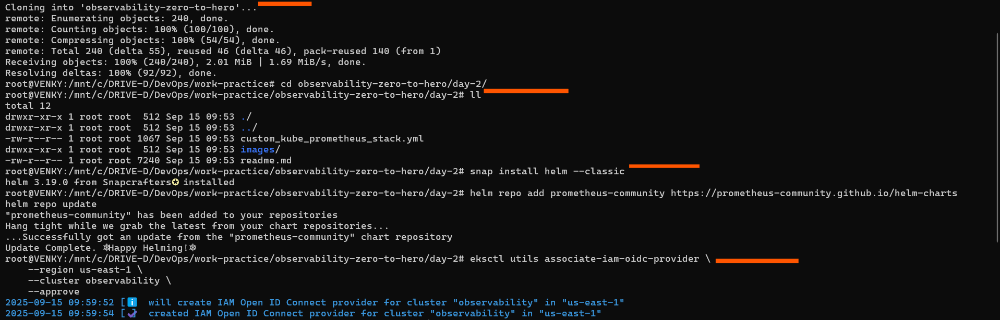 Cloning into 'observability-zero-to-hero'...
remote: Enumerating objects: 240, done.
remote: Counting objects: 100% (100/100), done.
remote: Compressing objects: 100% (54/54), done.
remote: Total 240 (delta 55), reused 46 (delta 46), pack-reused 140 (from 1)
Receiving objects: 100% (240/240), 2.01 MiB | 1.69 MiB/s, done.
Resolving deltas: 100% (92/92), done.
root@VENKY:/mnt/c/DRIVE-D/DevOps/work-practice# cd observability-zero-to-hero/day-2/
root@VENKY:/mnt/c/DRIVE-D/DevOps/work-practice/observability-zero-to-hero/day-2# ll
total 12
drwxr-xr-x 1 root root  512 Sep 15 09:53 ./
drwxr-xr-x 1 root root  512 Sep 15 09:53 ../
-rw-r--r-- 1 root root 1067 Sep 15 09:53 custom_kube_prometheus_stack.yml
drwxr-xr-x 1 root root  512 Sep 15 09:53 images/
-rw-r--r-- 1 root root 7240 Sep 15 09:53 readme.md
root@VENKY:/mnt/c/DRIVE-D/DevOps/work-practice/observability-zero-to-hero/day-2# snap install helm --classic
helm 3.19.0 from Snapcrafters✪ installed
root@VENKY:/mnt/c/DRIVE-D/DevOps/work-practice/observability-zero-to-hero/day-2# helm repo add prometheus-community https://prometheus-community.github.io/helm-charts
helm repo update
"prometheus-community" has been added to your repositories
Hang tight while we grab the latest from your chart repositories...
...Successfully got an update from the "prometheus-community" chart repository
Update Complete. ⎈Happy Helming!⎈
root@VENKY:/mnt/c/DRIVE-D/DevOps/work-practice/observability-zero-to-hero/day-2# eksctl utils associate-iam-oidc-provider \
    --region us-east-1 \
    --cluster observability \
    --approve
2025-09-15 09:59:52 [ℹ]  will create IAM Open ID Connect provider for cluster "observability" in "us-east-1"
2025-09-15 09:59:54 [✔]  created IAM Open ID Connect provider for cluster "observability" in "us-east-1"